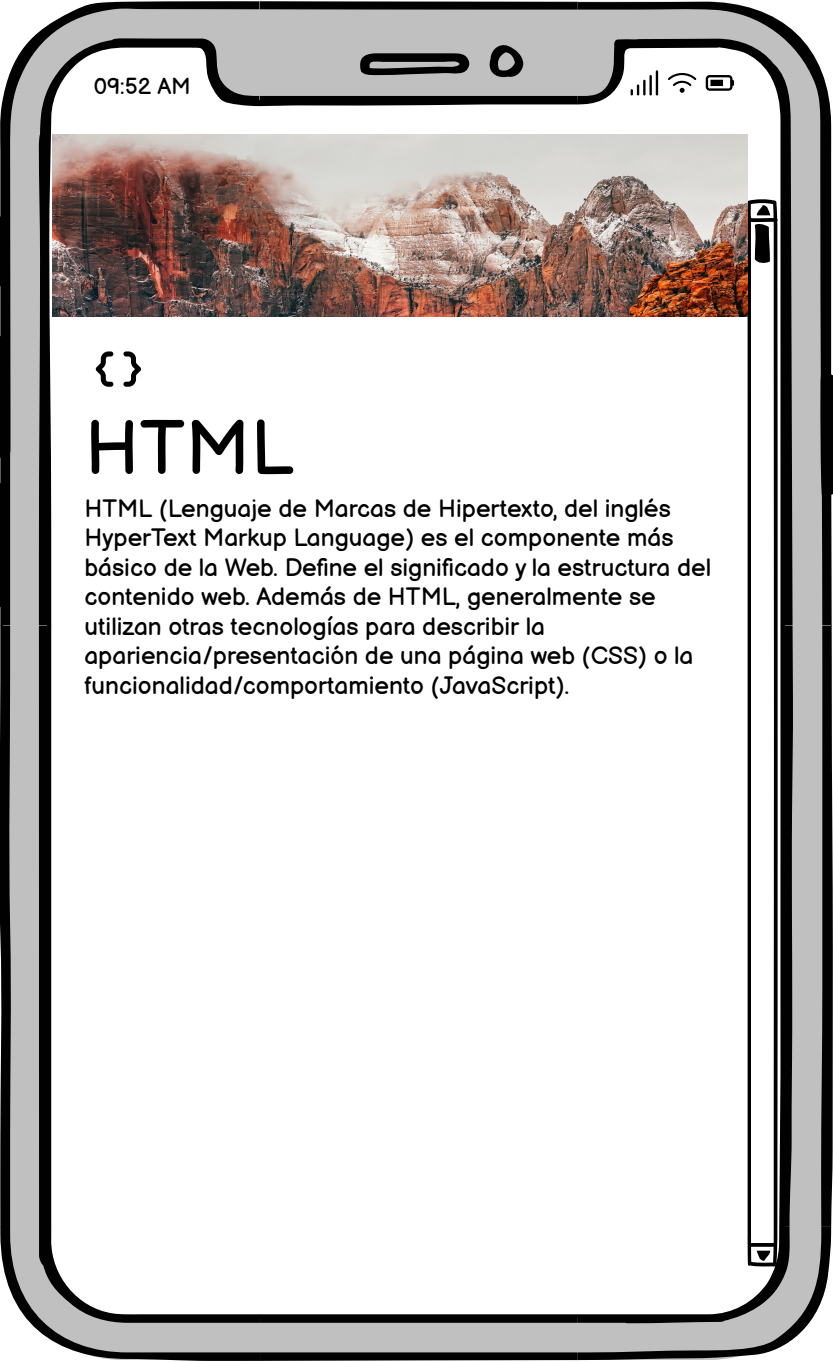 09:52 AM
{ }
HTML
HTML (Lenguaje de Marcas de Hipertexto, del inglés
HyperText Markup Language) es el componente más
básico de la Web. Define el significado y la estructura del
contenido web. Además de HTML, generalmente se
utilizan otras tecnologías para describir la
apariencia/presentación de una página web (CSS) o la
funcionalidad/comportamiento (JavaScript).